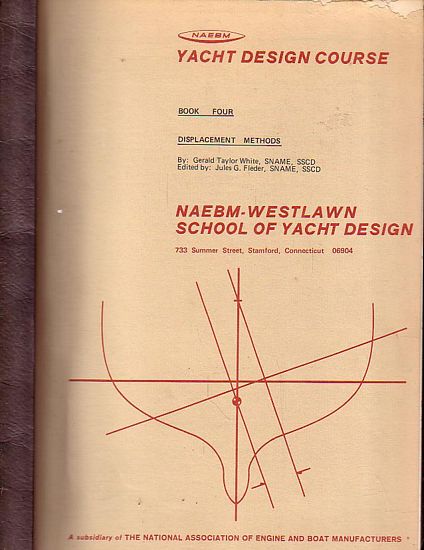 NAEBM
YACHT DESIGN COURSE
BOOK FOUR
DISPLACEMENT METHODS
By: Gerald Taylor White, SNAME, SSCD
Edited by: Jules G. Fleder, SNAME, SSCD
NAEBM-WESTLAWN
SCHOOL OF YACHT DESIGN
733 Summer Street, Stamford, Connecticut 06904
A subsidiary of THE NATIONAL ASSOCIATION OF ENGINE AND BOAT MANUFACTURERS